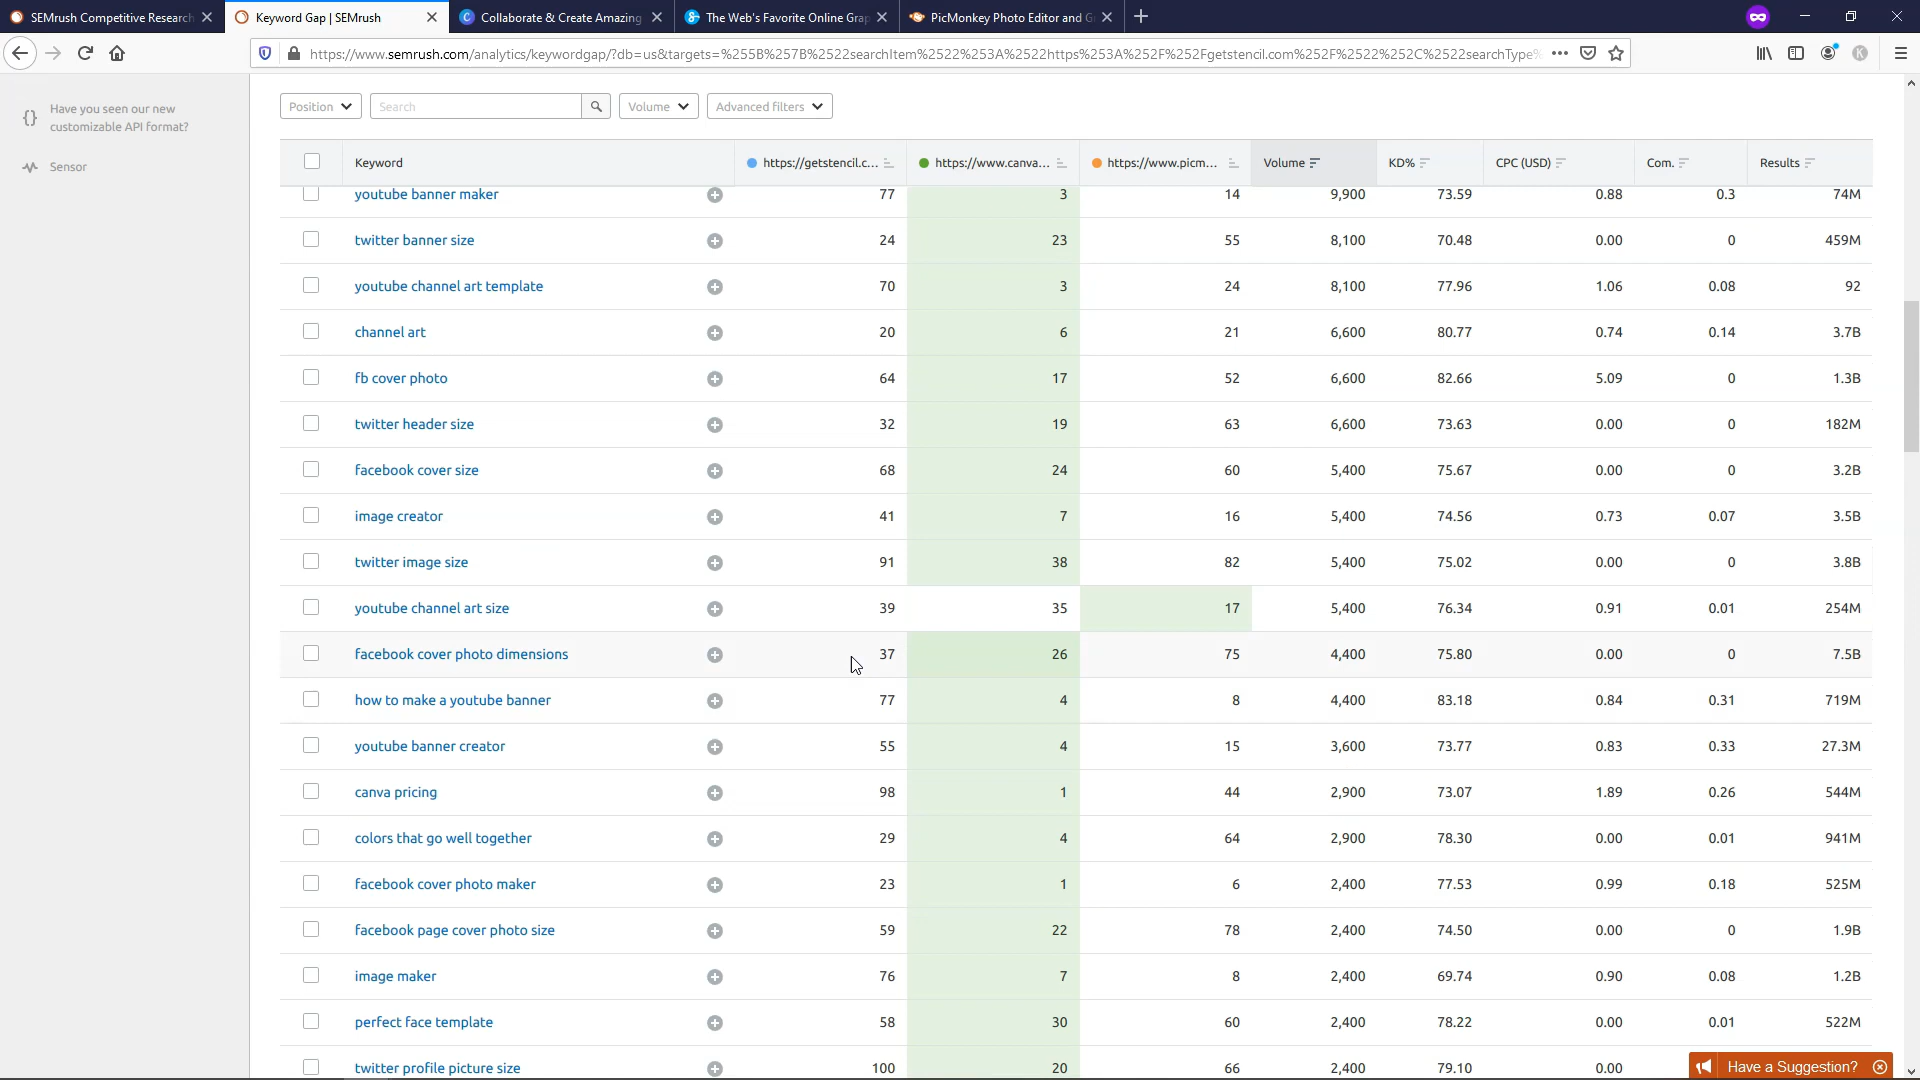 SEMrush Competitive Research
Keyword Gap | SEMrush
Collaborate & Create Amazing
The Web's Favorite Online Grap
PicMonkey Photo Editor and G
https://www.semrush.com/analytics/keywordgap/?db=us&targets=%255B%257B%2522searchItem%2522%253A%2522https%253A%252F%252Fgetstencil.com%252F%2522%252C%2522searchType%
K
Have you seen our new
customizable API format?
Sensor
Position
Search
Volume
Advanced filters
Keyword https://getstencil.c... https://www.canva... https://www.picm... Volume KD% CPC (USD) Com. Results
youtube banner maker 77 3 14 9,900 73.59 0.88 0.3 74M
twitter banner size 24 23 55 8,100 70.48 0.00 0 459M
youtube channel art template 70 3 24 8,100 77.96 1.06 0.08 92
channel art 20 6 21 6,600 80.77 0.74 0.14 3.7B
fb cover photo 64 17 52 6,600 82.66 5.09 0 1.3B
twitter header size 32 19 63 6,600 73.63 0.00 0 182M
facebook cover size 68 24 60 5,400 75.67 0.00 0 3.2B
image creator 41 7 16 5,400 74.56 0.73 0.07 3.5B
twitter image size 91 38 82 5,400 75.02 0.00 0 3.8B
youtube channel art size 39 35 17 5,400 76.34 0.91 0.01 254M
facebook cover photo dimensions 37 26 75 4,400 75.80 0.00 0 7.5B
how to make a youtube banner 77 4 8 4,400 83.18 0.84 0.31 719M
youtube banner creator 55 4 15 3,600 73.77 0.83 0.33 27.3M
canva pricing 98 1 44 2,900 73.07 1.89 0.26 544M
colors that go well together 29 4 64 2,900 78.30 0.00 0.01 941M
facebook cover photo maker 23 1 6 2,400 77.53 0.99 0.18 525M
facebook page cover photo size 59 22 78 2,400 74.50 0.00 0 1.9B
image maker 76 7 8 2,400 69.74 0.90 0.08 1.2B
perfect face template 58 30 60 2,400 78.22 0.00 0.01 522M
twitter profile picture size 100 20 66 2,400 79.10 0.00
Have a Suggestion?